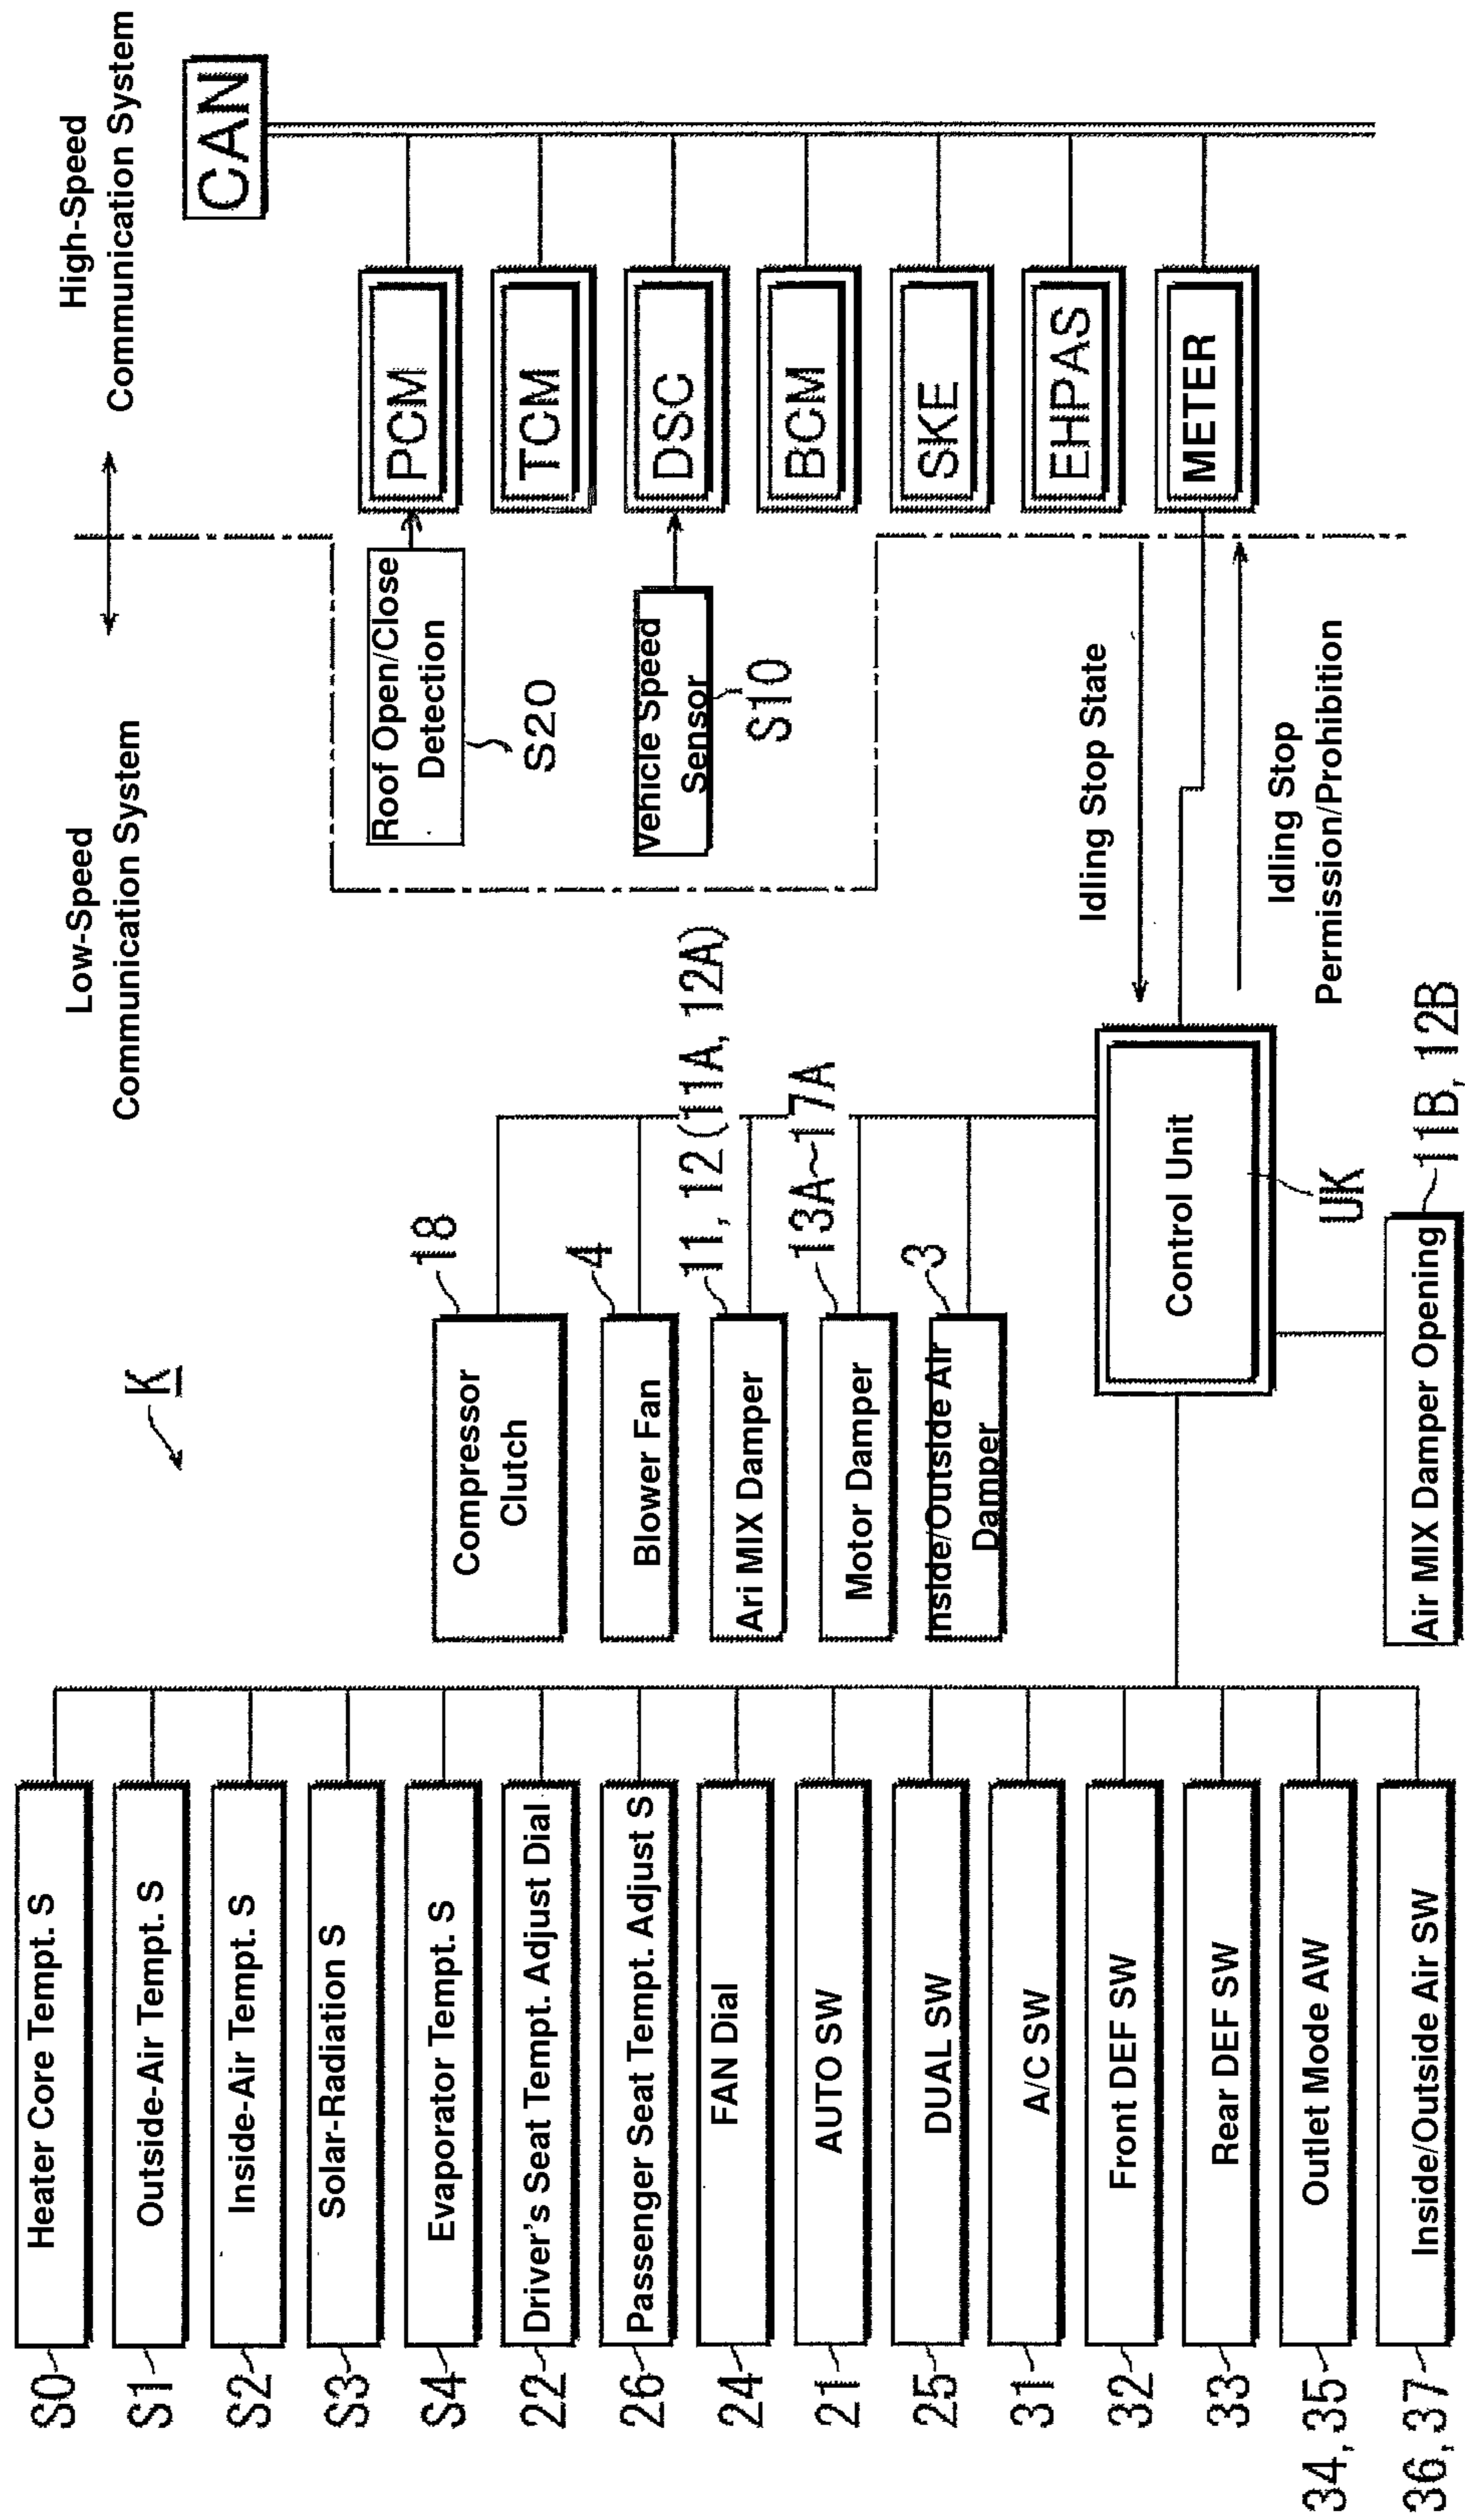 K
Low-Speed
Communication System
High-Speed
Communication System
CAN
S0
Heater Core Tempt. S
S1
Outside-Air Tempt. S
S2
Inside-Air Tempt. S
S3
Solar-Radiation S
S4
Evaporator Tempt. S
22
Driver's Seat Tempt. Adjust Dial
26
Passenger Seat Tempt. Adjust S
24
FAN Dial
21
AUTO SW
25
DUAL SW
31
A/C SW
32
Front DEF SW
33
Rear DEF SW
34, 35
Outlet Mode AW
36, 37
Inside/Outside Air SW
Compressor
Clutch
18
Blower Fan
4
Ari MIX Damper
11, 12(11A, 12A)
Motor Damper
13A~17A
Inside/Outside Air
Damper
3
Control Unit
UK
Air MIX Damper Opening
11B, 12B
Roof Open/Close
Detection
S20
Vehicle Speed
Sensor
S10
Idling Stop State
Idling Stop
Permission/Prohibition
PCM
TCM
DSC
BCM
SKE
EHPAS
METER